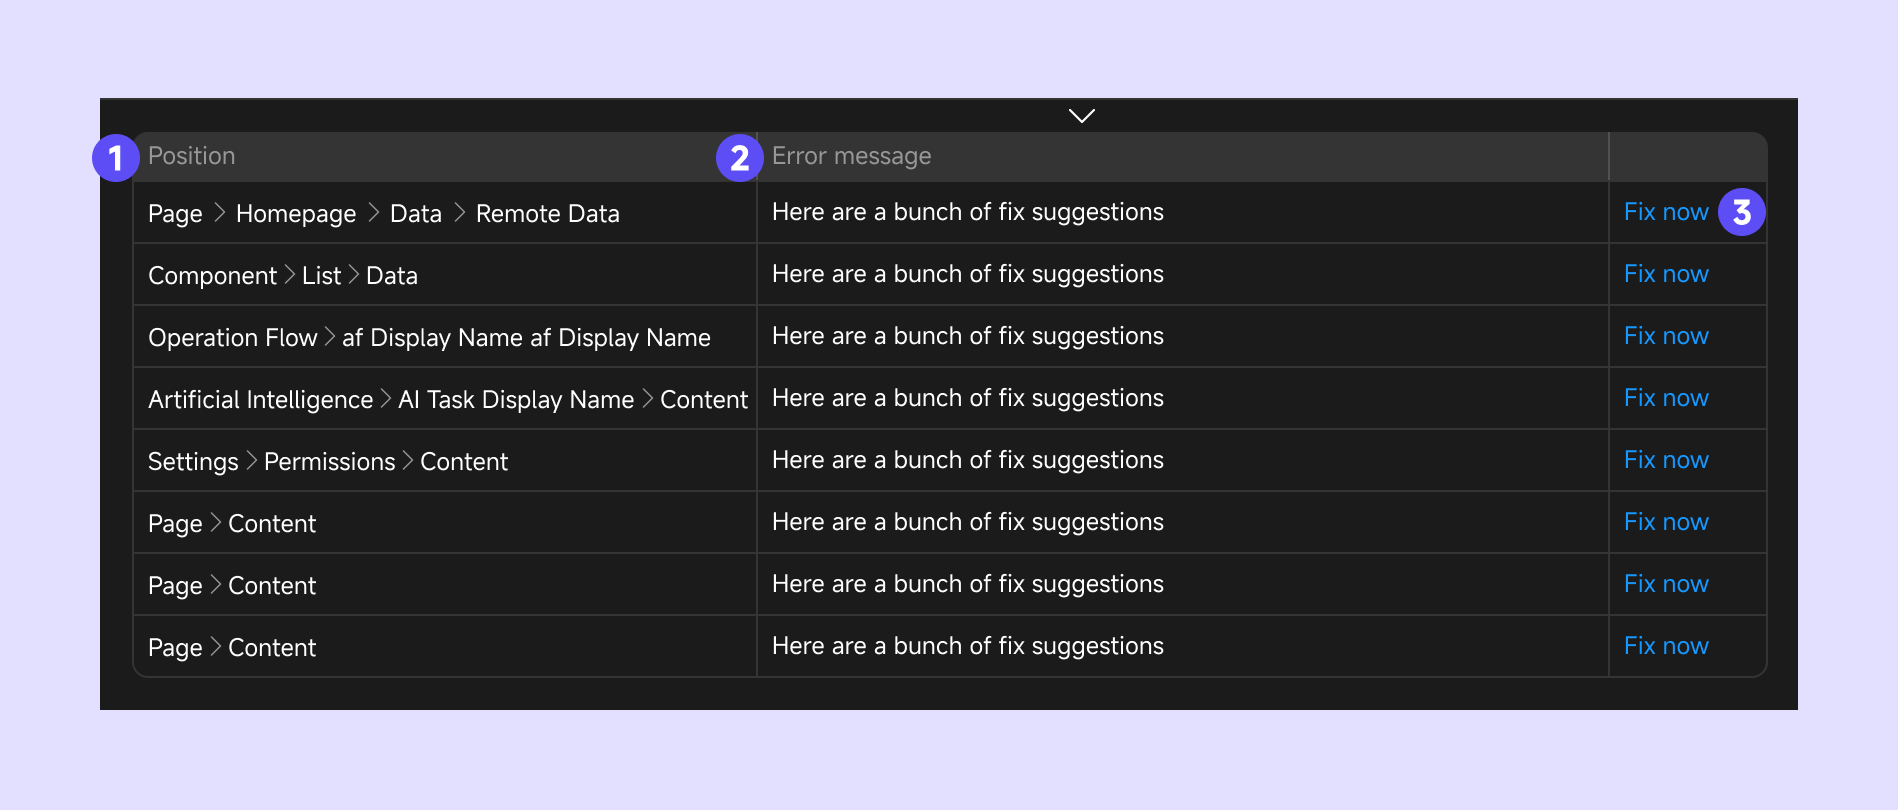 1 Position 2 Error message
Page > Homepage > Data > Remote Data Here are a bunch of fix suggestions Fix now 3
Component > List > Data Here are a bunch of fix suggestions Fix now
Operation Flow > af Display Name af Display Name Here are a bunch of fix suggestions Fix now
Artificial Intelligence > AI Task Display Name > Content Here are a bunch of fix suggestions Fix now
Settings > Permissions > Content Here are a bunch of fix suggestions Fix now
Page > Content Here are a bunch of fix suggestions Fix now
Page > Content Here are a bunch of fix suggestions Fix now
Page > Content Here are a bunch of fix suggestions Fix now